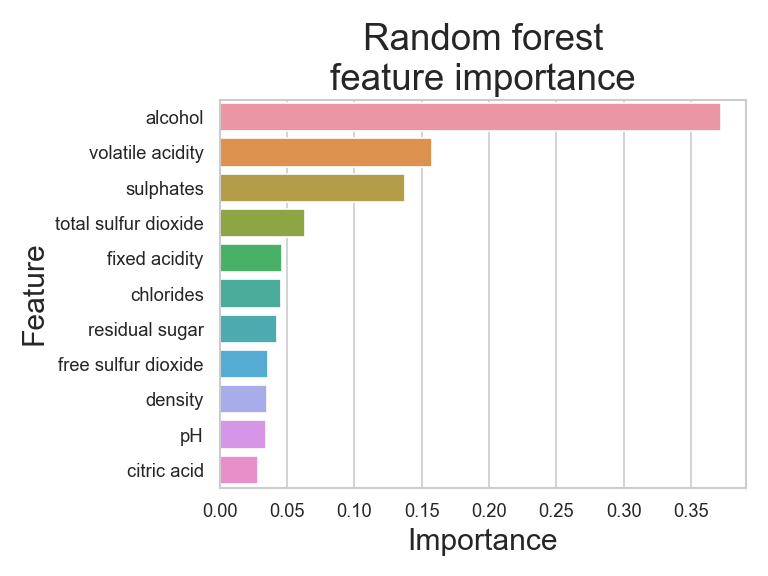 Random forest
feature importance
Feature
alcohol
volatile acidity
sulphates
total sulfur dioxide
fixed acidity
chlorides
residual sugar
free sulfur dioxide
density
pH
citric acid
0.00 0.05 0.10 0.15 0.20 0.25 0.30 0.35
Importance